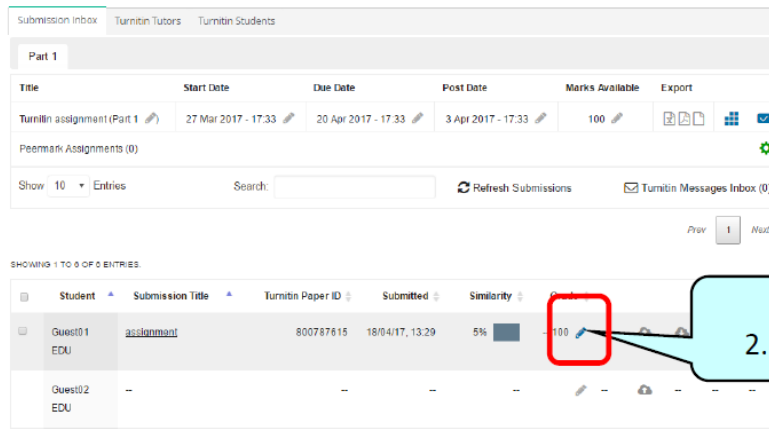 Submission Inbox Turnitin Tutors Turnitin Students
Part 1
Title Start Date Due Date Post Date Marks Available Export
Turnitin assignment (Part 1 ) 27 Mar 2017 - 17:33 20 Apr 2017 - 17:33 3 Apr 2017 - 17:33 100
Peermark Assignments (0)
Show 10 Entries Search: Refresh Submissions Turnitin Messages Inbox (0)
Prev 1 Next
SHOWING 1 TO 6 OF 6 ENTRIES.
Student Submission Title Turnitin Paper ID Submitted Similarity
Guest01 assignment 800787615 18/04/17, 13:29 5% --100
EDU
2.
Guest02 -- -- -- -- -- -- -- --
EDU